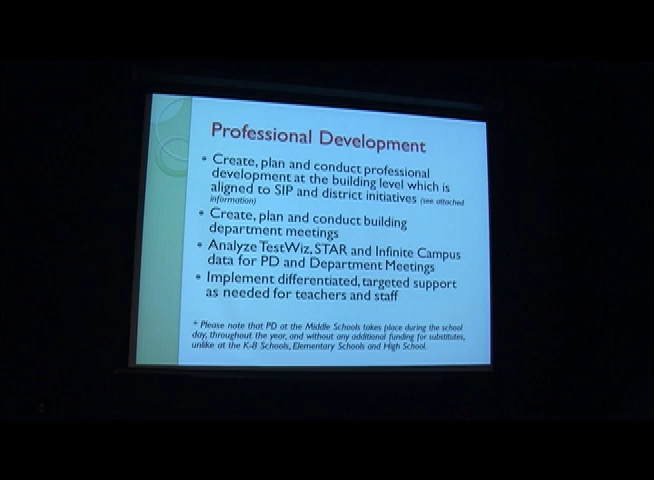 Professional Development
• Create, plan and conduct professional
development at the building level which is
aligned to SIP and district initiatives (see attached
information)
• Create, plan and conduct building
department meetings
• Analyze TestWiz, STAR and Infinite Campus
data for PD and Department Meetings
• Implement differentiated, targeted support
as needed for teachers and staff
* Please note that PD at the Middle Schools takes place during the school
day, throughout the year, and without any additional funding for substitutes,
unlike at the K-8 Schools, Elementary Schools and High School.